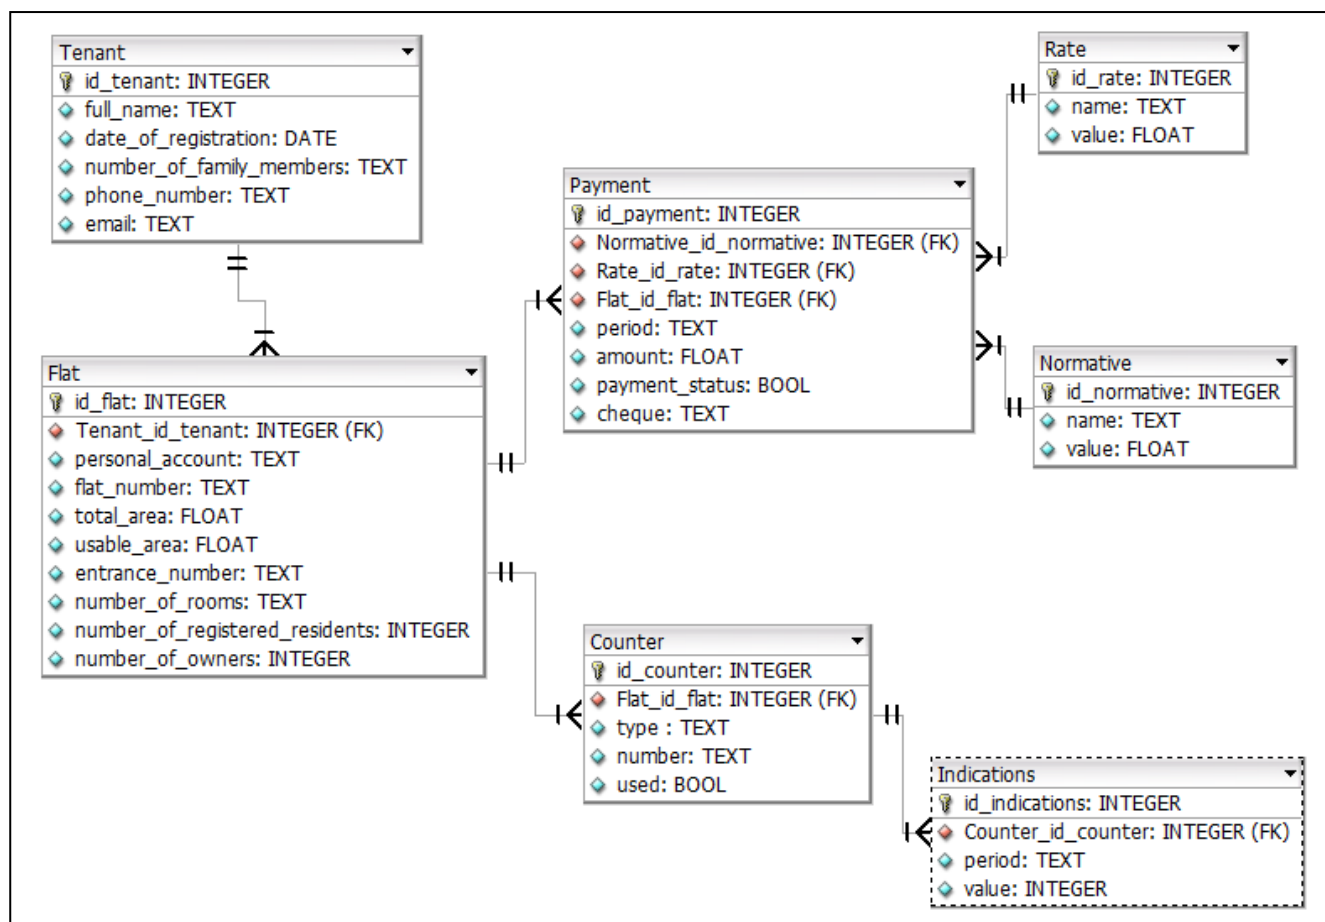 Tenant
id_tenant: INTEGER
full_name: TEXT
date_of_registration: DATE
number_of_family_members: TEXT
phone_number: TEXT
email: TEXT
Rate
id_rate: INTEGER
name: TEXT
value: FLOAT
Payment
id_payment: INTEGER
Normative_id_normative: INTEGER (FK)
Rate_id_rate: INTEGER (FK)
Flat_id_flat: INTEGER (FK)
period: TEXT
amount: FLOAT
payment_status: BOOL
cheque: TEXT
Normative
id_normative: INTEGER
name: TEXT
value: FLOAT
Flat
id_flat: INTEGER
Tenant_id_tenant: INTEGER (FK)
personal_account: TEXT
flat_number: TEXT
total_area: FLOAT
usable_area: FLOAT
entrance_number: TEXT
number_of_rooms: TEXT
number_of_registered_residents: INTEGER
number_of_owners: INTEGER
Counter
id_counter: INTEGER
Flat_id_flat: INTEGER (FK)
type : TEXT
number: TEXT
used: BOOL
Indications
id_indications: INTEGER
Counter_id_counter: INTEGER (FK)
period: TEXT
value: INTEGER